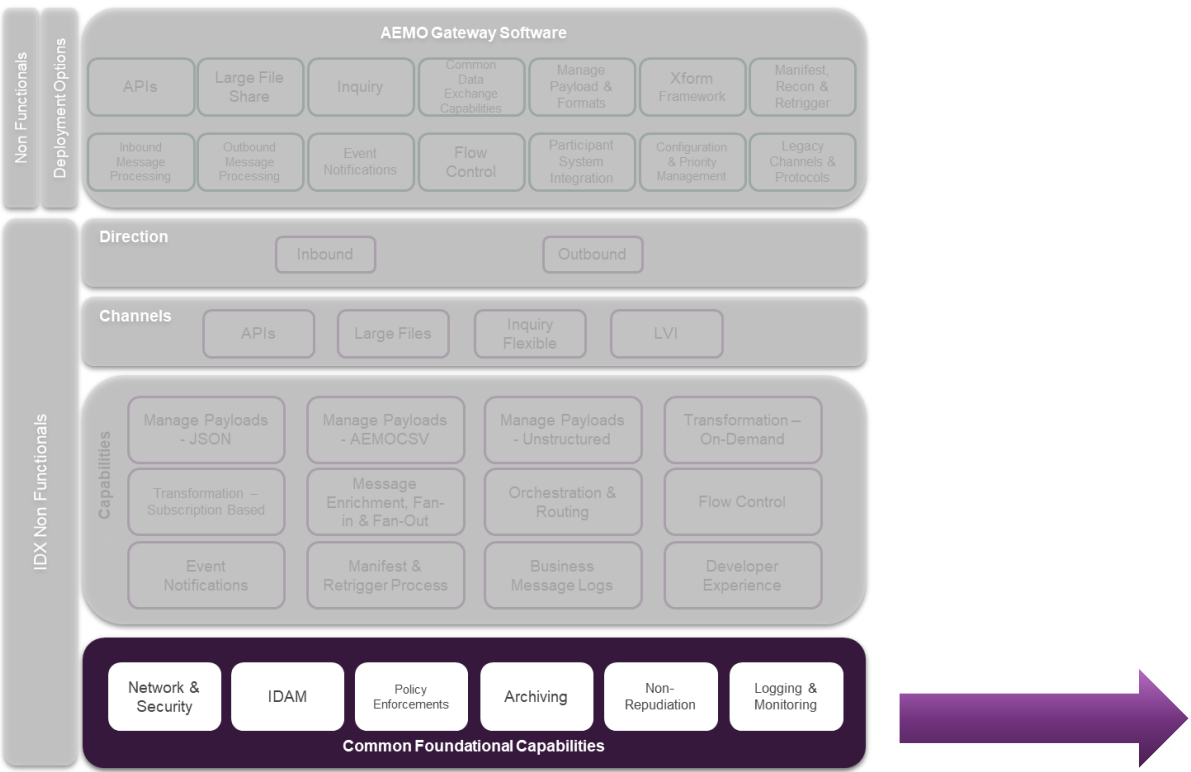 Non Functionals
Deployment Options
AEMO Gateway Software
APIs
Large File
Share
Inquiry
Common
Data
Exchange
Capabilities
Manage
Payload &
Formats
Xform
Framework
Manifest,
Recon &
Retrigger
Inbound
Message
Processing
Outbound
Message
Processing
Event
Notifications
Flow
Control
Participant
System
Integration
Configuration
& Priority
Management
Legacy
Channels &
Protocols
IDX Non Functionals
Direction
Inbound
Outbound
Channels
APIs
Large Files
Inquiry
Flexible
LVI
Capabilities
Manage Payloads
- JSON
Manage Payloads
- AEMOCSV
Manage Payloads
- Unstructured
Transformation –
On-Demand
Transformation –
Subscription Based
Message
Enrichment, Fan-
in & Fan-Out
Orchestration &
Routing
Flow Control
Event
Notifications
Manifest &
Retrigger Process
Business
Message Logs
Developer
Experience
Network &
Security
IDAM
Policy
Enforcements
Archiving
Non-
Repudiation
Logging &
Monitoring
Common Foundational Capabilities